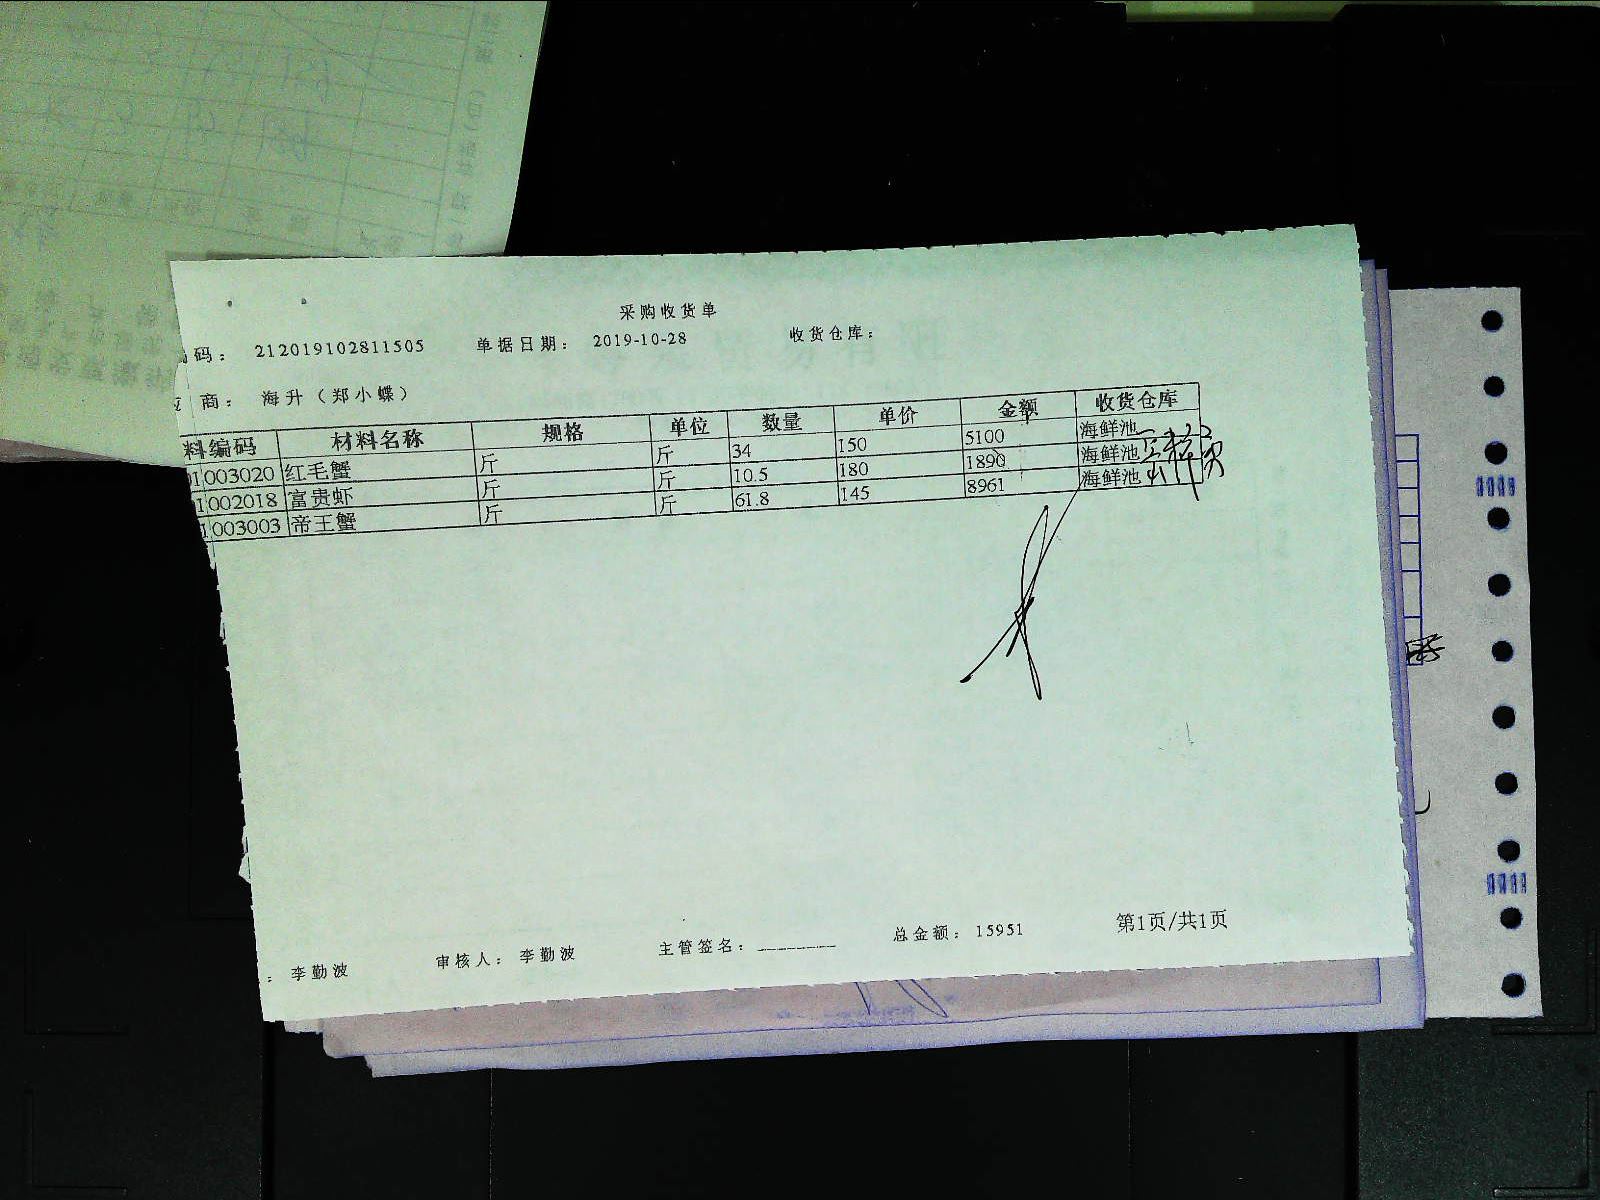 采购收货单
码： 212019102811505 单据日期： 2019-10-28 收货仓库：
商： 海升（郑小蝶）
料编码 材料名称 规格 单位 数量 单价 金额 收货仓库
003020 红毛蟹 斤 斤 34 150 5100 海鲜池
002018 富贵虾 斤 斤 10.5 180 1890 海鲜池
003003 帝王蟹 斤 斤 61.8 145 8961 海鲜池
： 李勤波 审核人： 李勤波 主管签名： 总金额： 15951 第1页/共1页